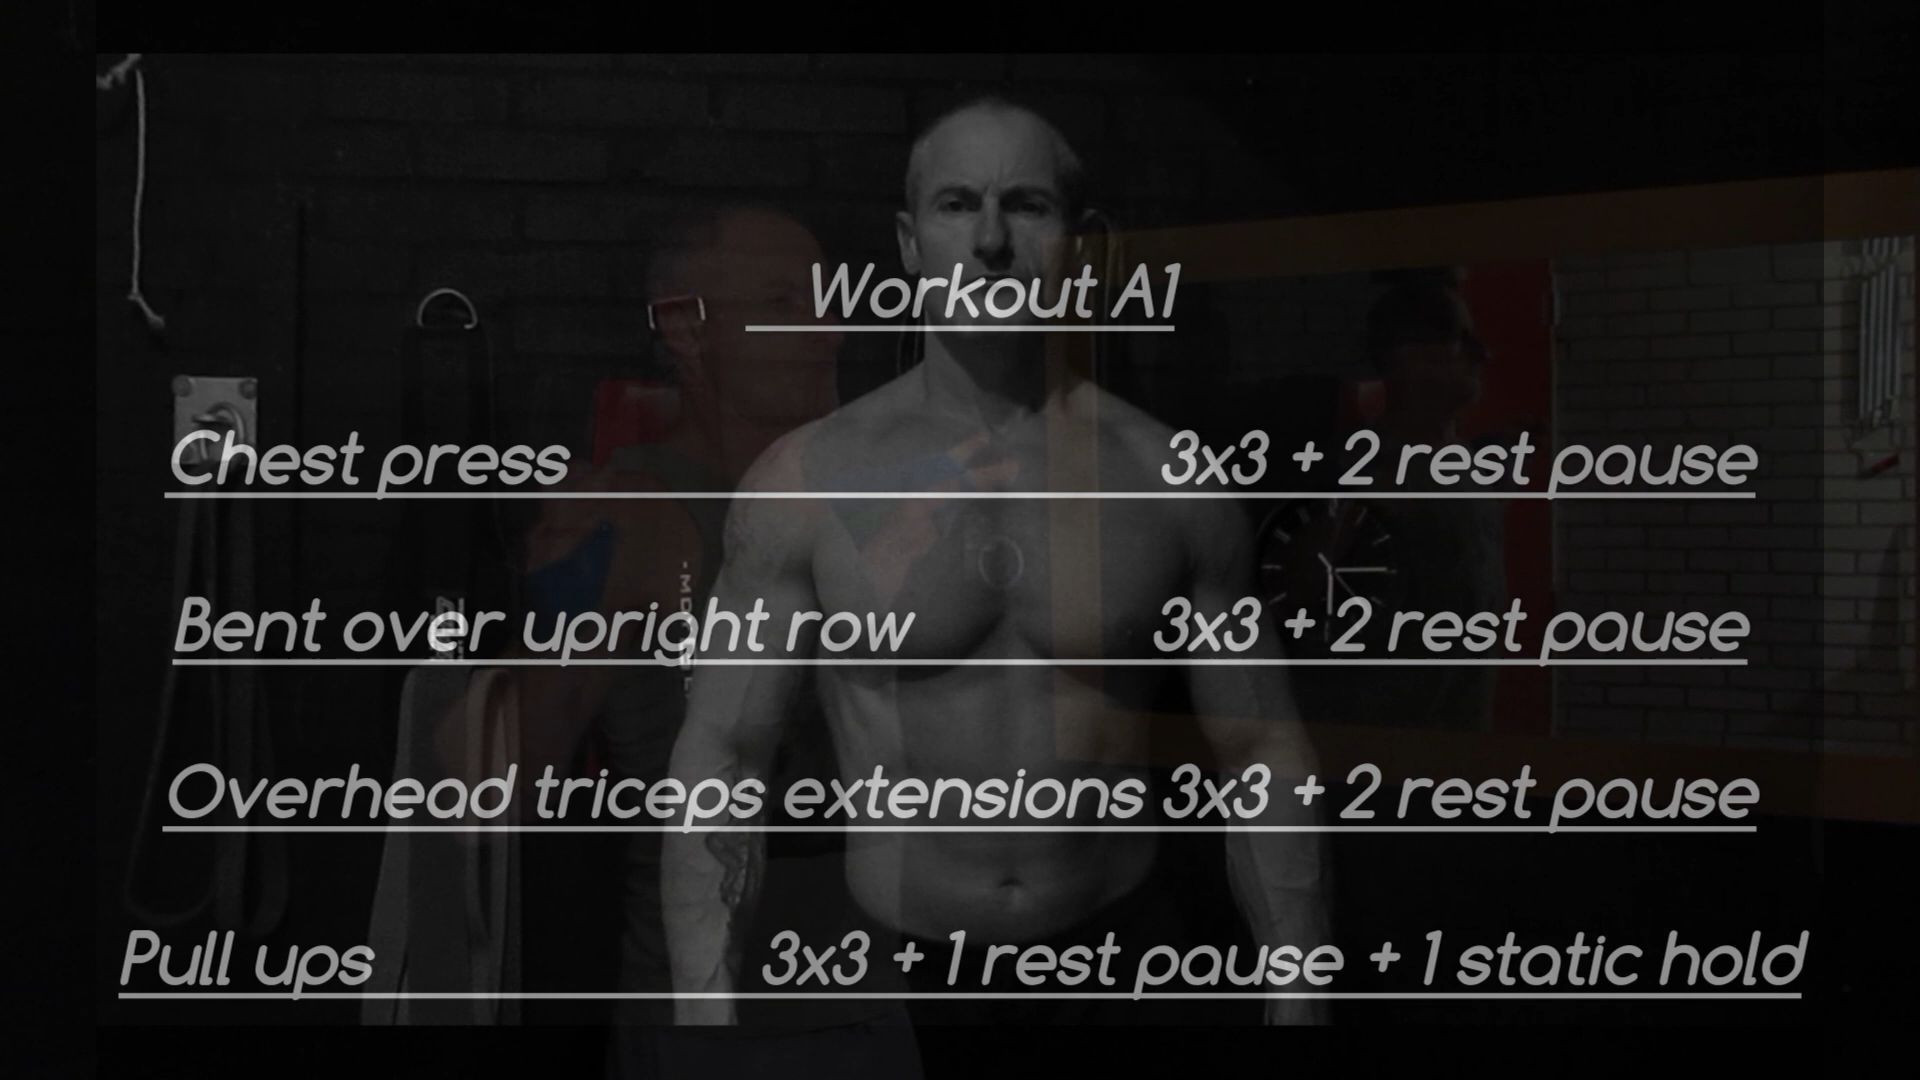 Workout A1
Chest press 3x3 + 2 rest pause
Bent over upright row 3x3 + 2 rest pause
Overhead triceps extensions 3x3 + 2 rest pause
Pull ups 3x3 + 1 rest pause + 1 static hold